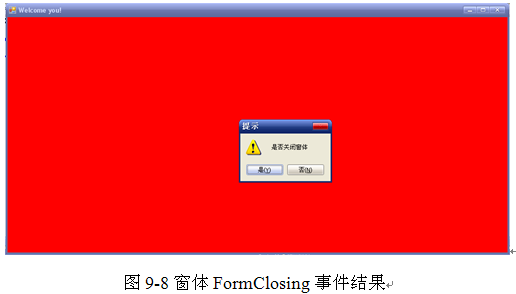 Welcome you!
提示
是否关闭窗体
是(Y)
否(N)
图 9-8 窗体 FormClosing 事件结果